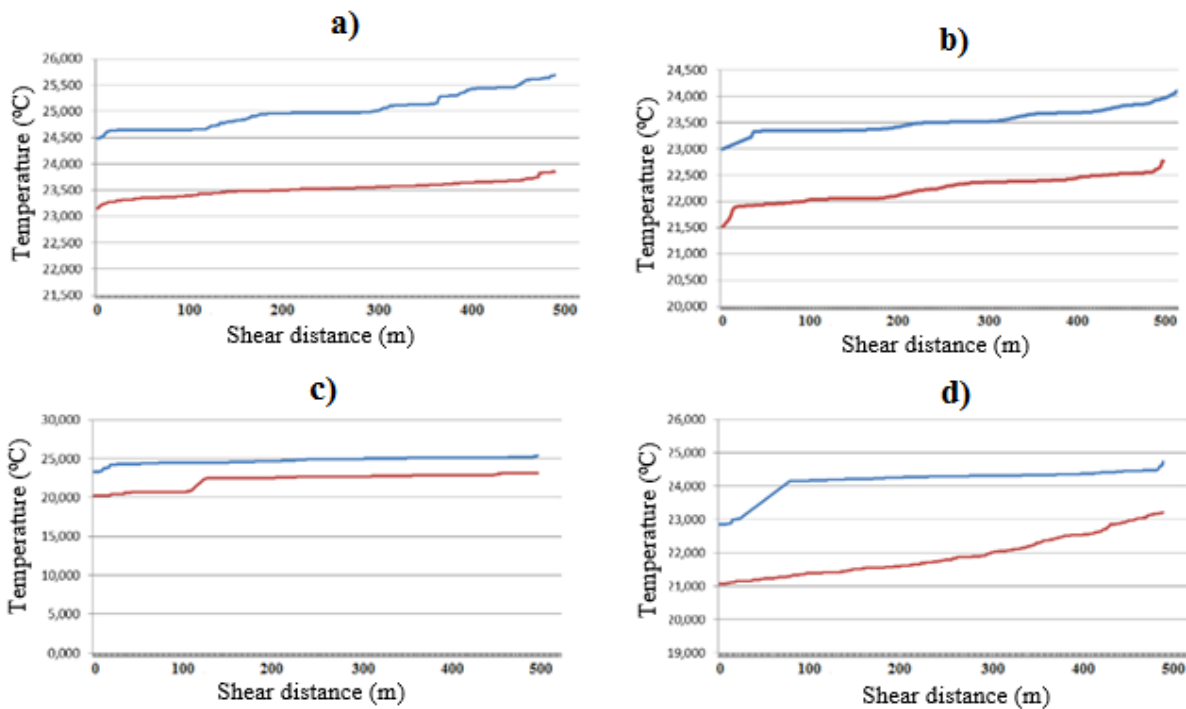 a)
26,000
25,500
25,000
24,500
24,000
23,500
23,000
22,500
22,000
21,500
Temperature (ºC)
0 100 200 300 400 500
Shear distance (m)
b)
24,500
24,000
23,500
23,000
22,500
22,000
21,500
21,000
20,500
20,000
Temperature (ºC)
0 100 200 300 400 500
Shear distance (m)
c)
30,000
25,000
20,000
15,000
10,000
5,000
0,000
Temperature (ºC)
0 100 200 300 400 500
Shear distance (m)
d)
26,000
25,000
24,000
23,000
22,000
21,000
20,000
19,000
Temperature (ºC)
0 100 200 300 400 500
Shear distance (m)